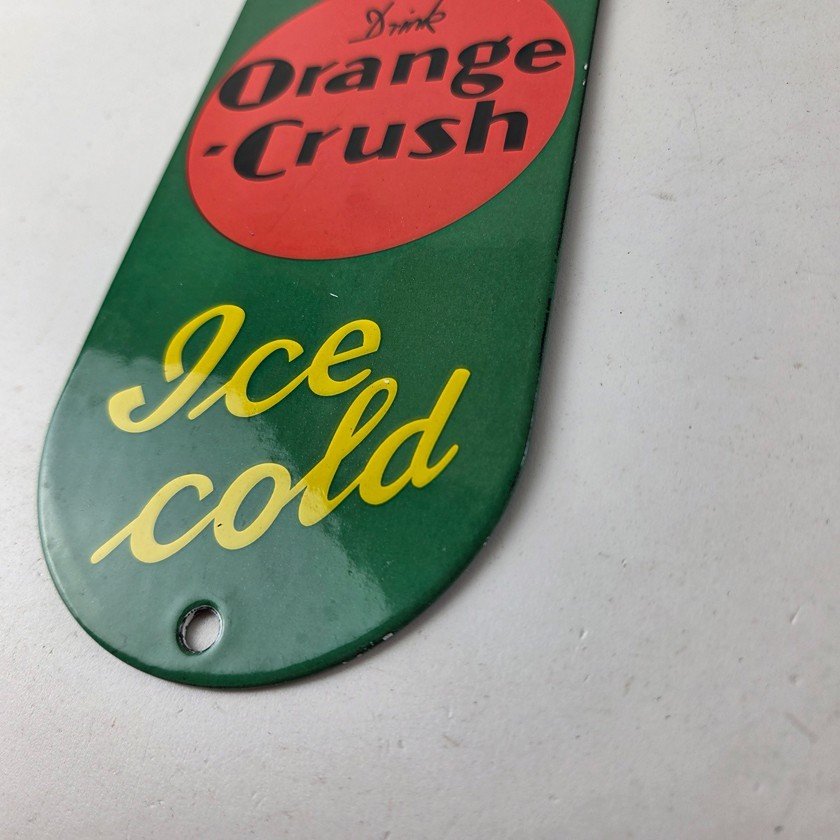 Drink
Orange
-Crush
Ice
cold